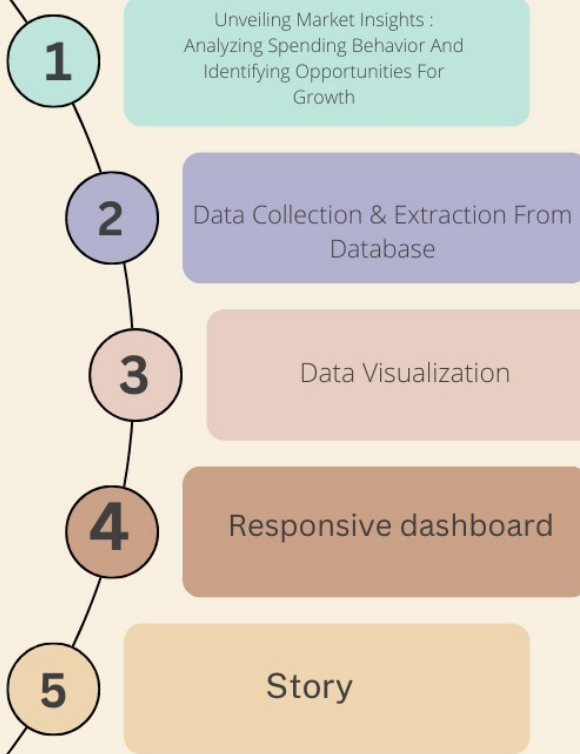 1
Unveiling Market Insights :
Analyzing Spending Behavior And
Identifying Opportunities For
Growth
2
Data Collection & Extraction From
Database
3
Data Visualization
4
Responsive dashboard
5
Story